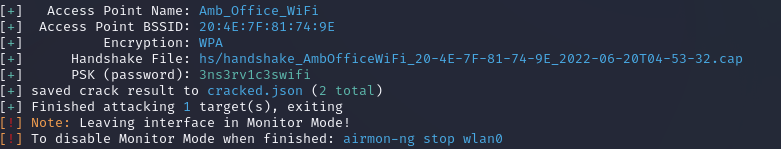 [+] Access Point Name: Amb_Office_WiFi
[+] Access Point BSSID: 20:4E:7F:81:74:9E
[+] Encryption: WPA
[+] Handshake File: hs/handshake_AmbOfficeWiFi_20-4E-7F-81-74-9E_2022-06-20T04-53-32.cap
[+] PSK (password): 3ns3rv1c3swifi
[+] saved crack result to cracked.json (2 total)
[+] Finished attacking 1 target(s), exiting
[!] Note: Leaving interface in Monitor Mode!
[!] To disable Monitor Mode when finished: airmon-ng stop wlan0